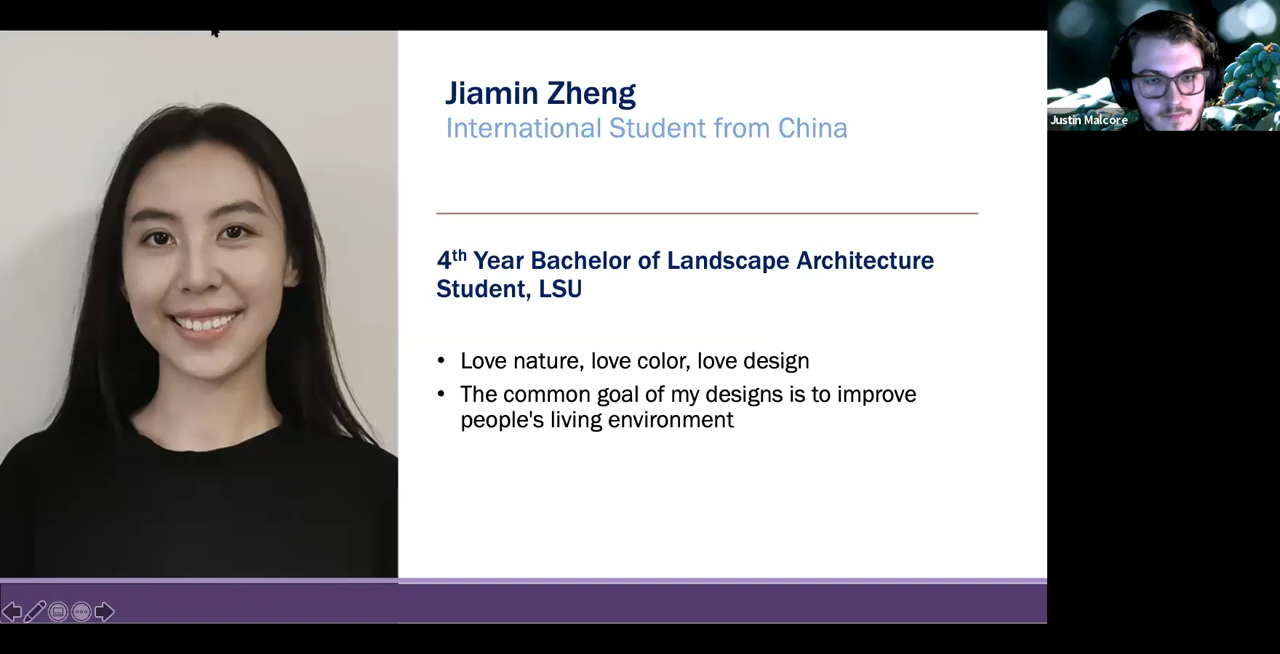 Jiamin Zheng
International Student from China
4th Year Bachelor of Landscape Architecture
Student, LSU
• Love nature, love color, love design
• The common goal of my designs is to improve
people's living environment
Justin Malcore